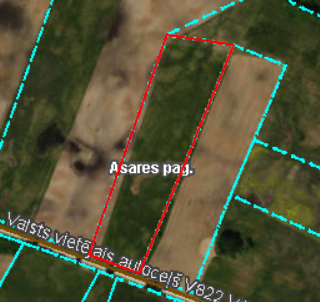 Asares pag.
Valsts vietējais autoceļš V822